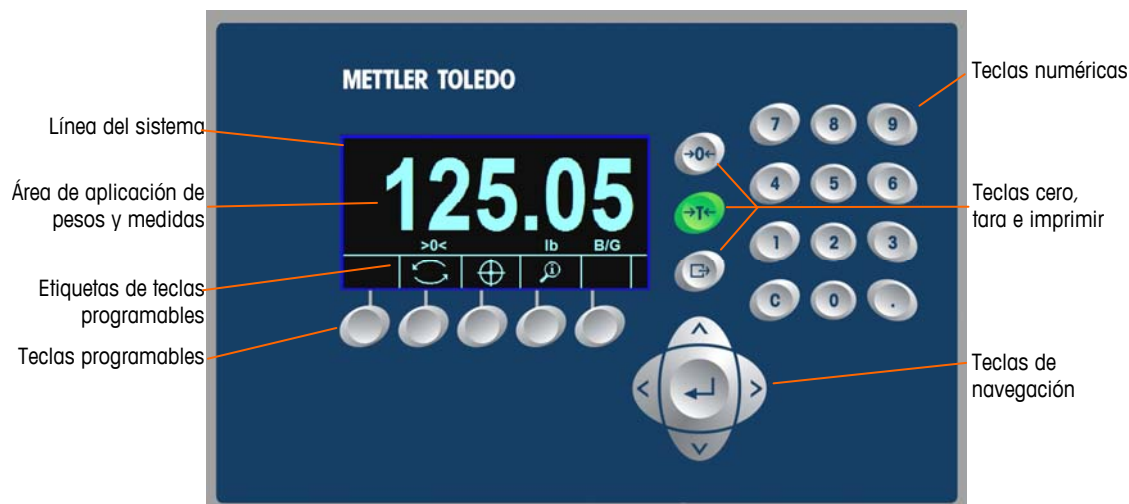 METTLER TOLEDO
Teclas numéricas
7 8 9
Línea del sistema
→0←
125.05
Área de aplicación de
pesos y medidas
4 5 6
Teclas cero,
tara e imprimir
→T←
>0< lb B/G
1 2 3
Etiquetas de teclas
programables
C 0 .
Teclas programables
Teclas de
navegación